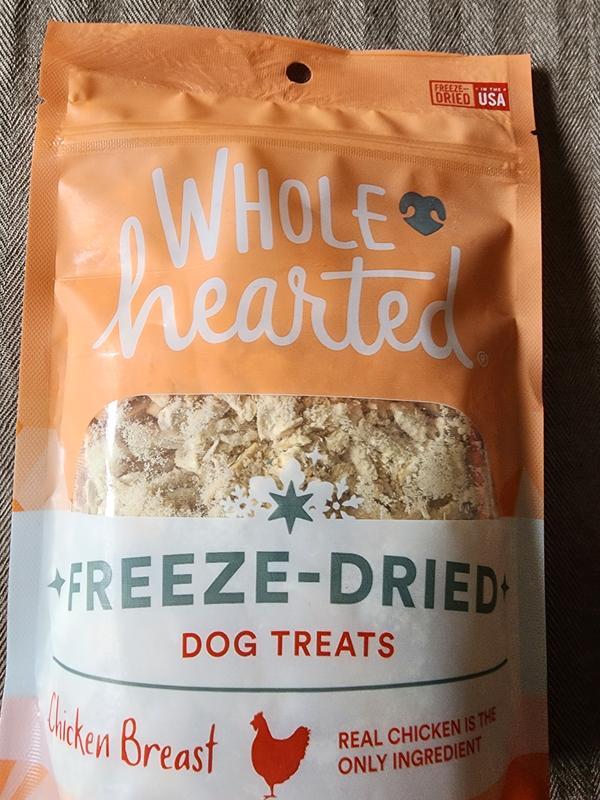 FREEZE-
DRIED
IN THE
USA
WHOLE
hearted®
FREEZE-DRIED
DOG TREATS
Chicken Breast
REAL CHICKEN IS THE
ONLY INGREDIENT